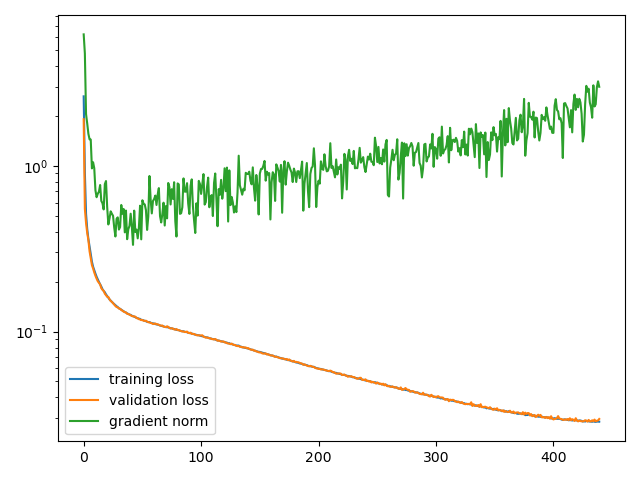 10⁰
10⁻¹
training loss
validation loss
gradient norm
0
100
200
300
400